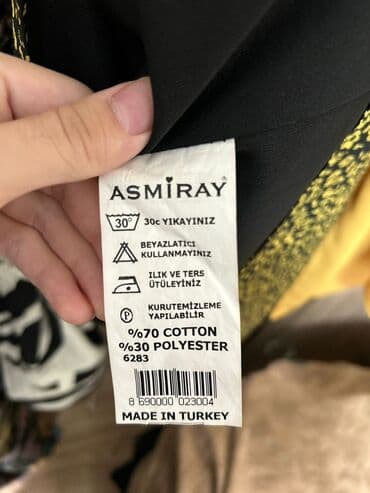 ASMİRAY®
30° 30c YIKAYINIZ
BEYAZLATICI
KULLANMAYINIZ
ILIK VE TERS
ÜTÜLEYİNİZ
P KURUTEMİZLEME
YAPILABİLİR
%70 COTTON
%30 POLYESTER
6283
8 690000 023004
MADE IN TURKEY